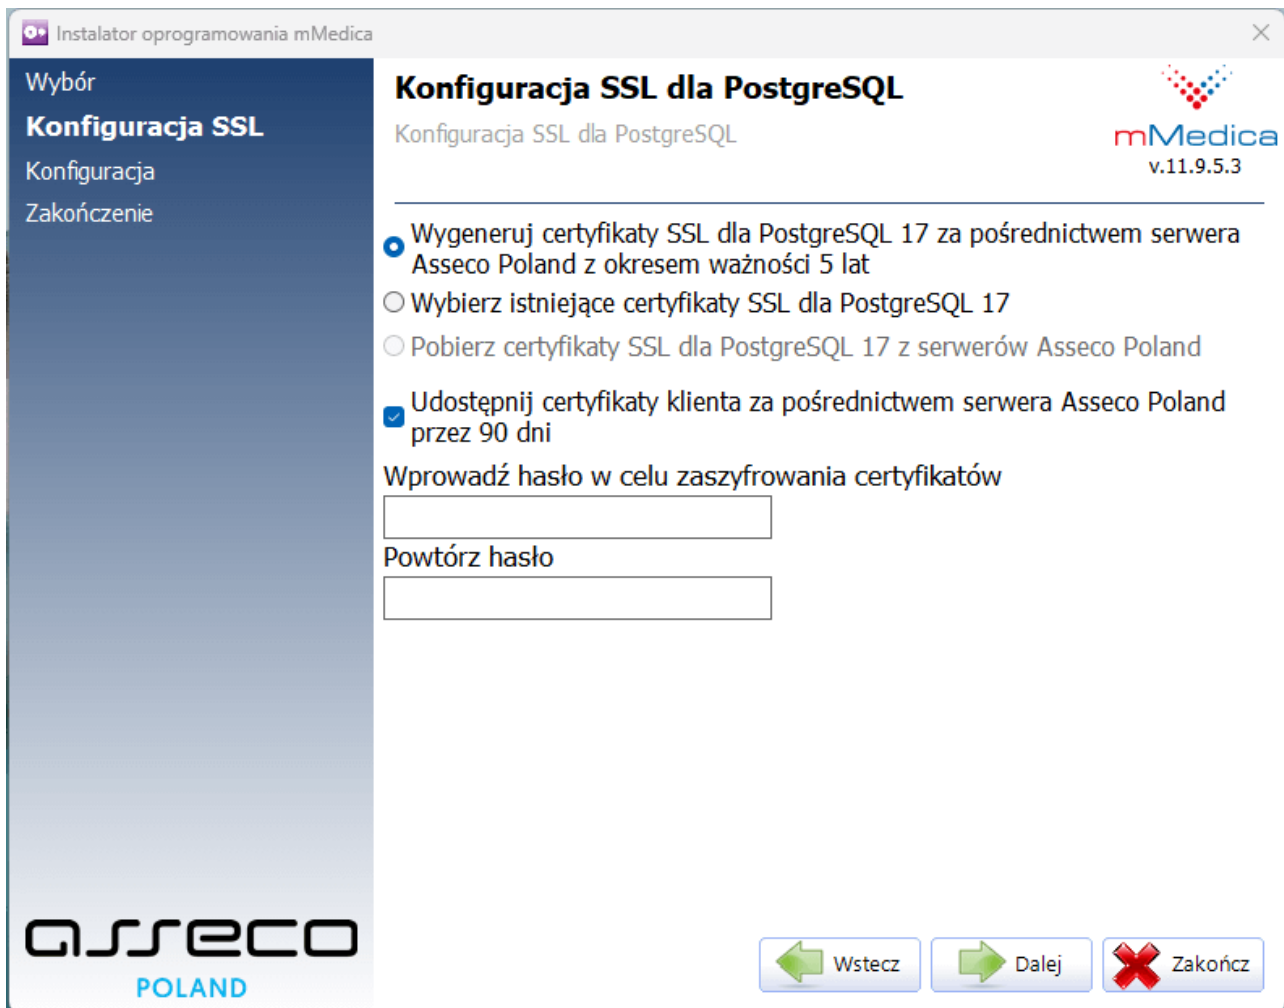 Instalator oprogramowania mMedica
Wybór
Konfiguracja SSL
Konfiguracja
Zakończenie
Konfiguracja SSL dla PostgreSQL
Konfiguracja SSL dla PostgreSQL
mMedica
v.11.9.5.3
Wygeneruj certyfikaty SSL dla PostgreSQL 17 za pośrednictwem serwera
Asseco Poland z okresem ważności 5 lat
Wybierz istniejące certyfikaty SSL dla PostgreSQL 17
Pobierz certyfikaty SSL dla PostgreSQL 17 z serwerów Asseco Poland
Udostępnij certyfikaty klienta za pośrednictwem serwera Asseco Poland
przez 90 dni
Wprowadź hasło w celu zaszyfrowania certyfikatów
Powtórz hasło
asseco
POLAND
Wstecz
Dalej
Zakończ